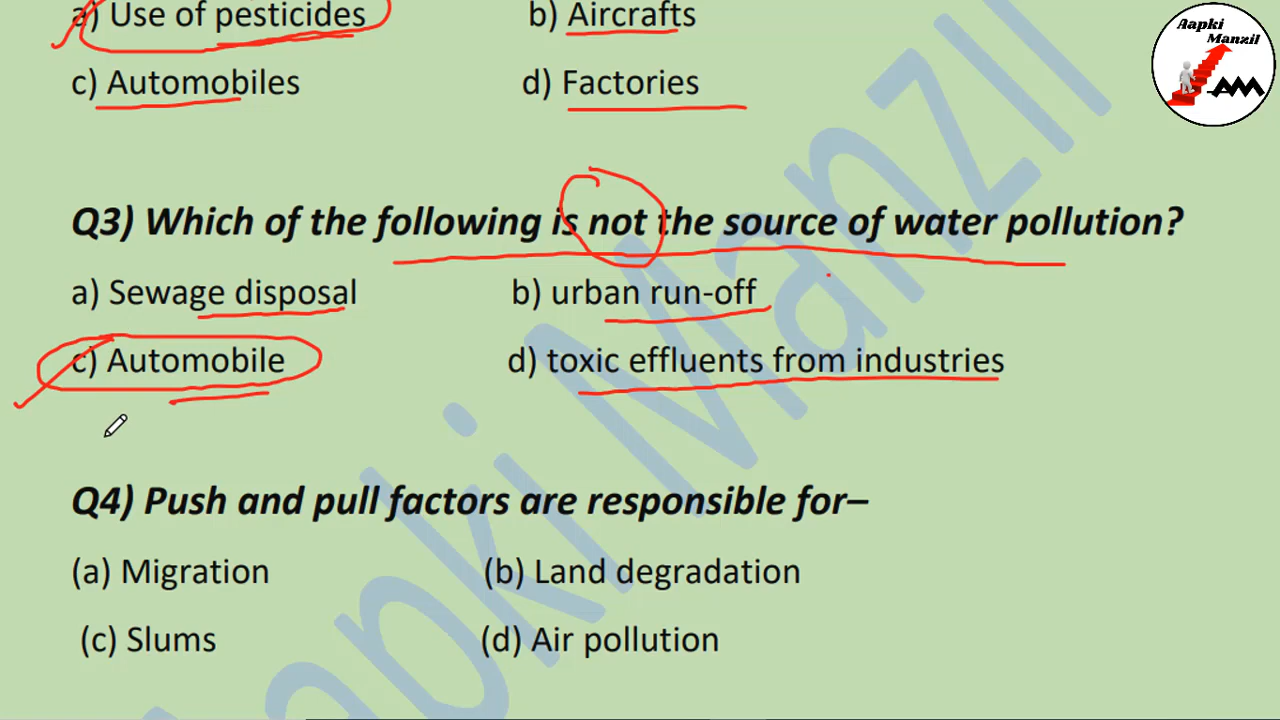 a) Use of pesticides b) Aircrafts
Aapki
Manzil
AM
c) Automobiles d) Factories
Q3) Which of the following is not the source of water pollution?
a) Sewage disposal b) urban run-off
c) Automobile d) toxic effluents from industries
Q4) Push and pull factors are responsible for–
(a) Migration (b) Land degradation
(c) Slums (d) Air pollution
Aapki Manzil